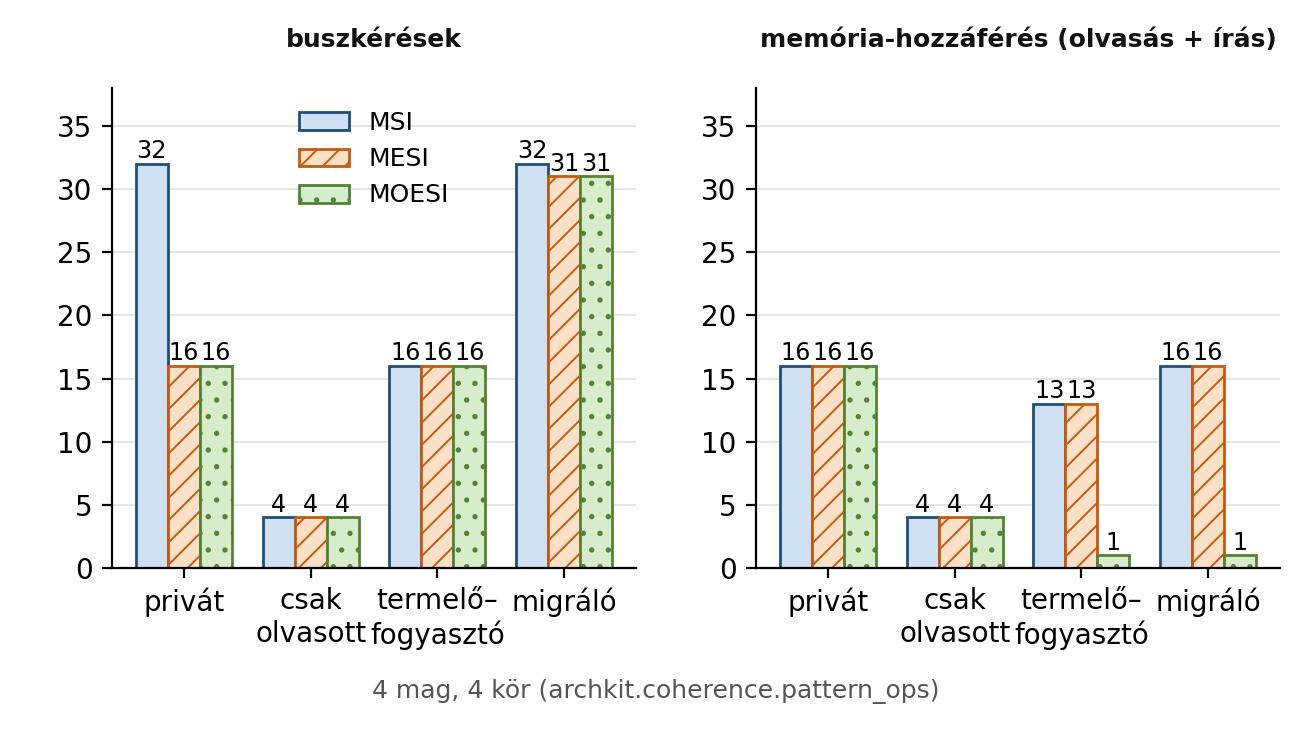 buszkérések
35
30
25
20
15
10
5
0
MSI
MESI
MOESI
32
16
16
4
4
4
16
16
16
32
31
31
privát
csak
olvasott
termelő–
fogyasztó
migráló
memória-hozzáférés (olvasás + írás)
35
30
25
20
15
10
5
0
16
16
16
4
4
4
13
13
1
16
16
1
privát
csak
olvasott
termelő–
fogyasztó
migráló
4 mag, 4 kör (archkit.coherence.pattern_ops)